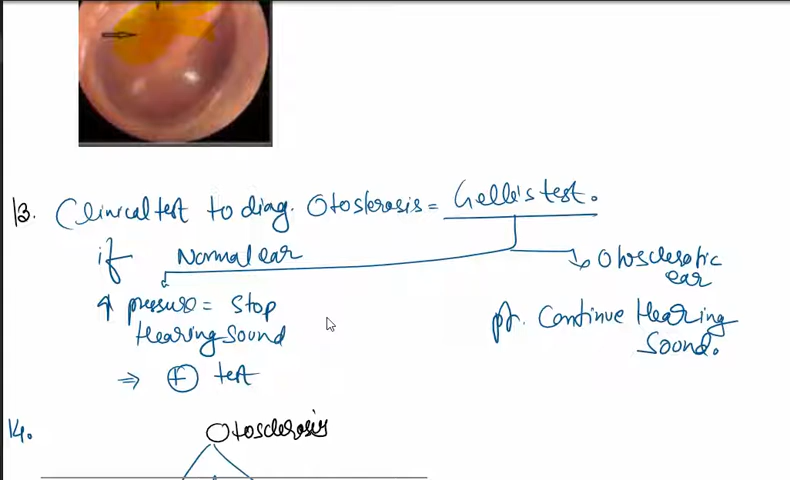 13. Clinical test to diag. Otoslerosis = Gelle's test.
if Normal ear
↳ Otosclerotic ear
↑ pressure = Stop Hearing Sound
pt. Continue Hearing Sound.
⇒ ⊕ test
14. Otosclerosis